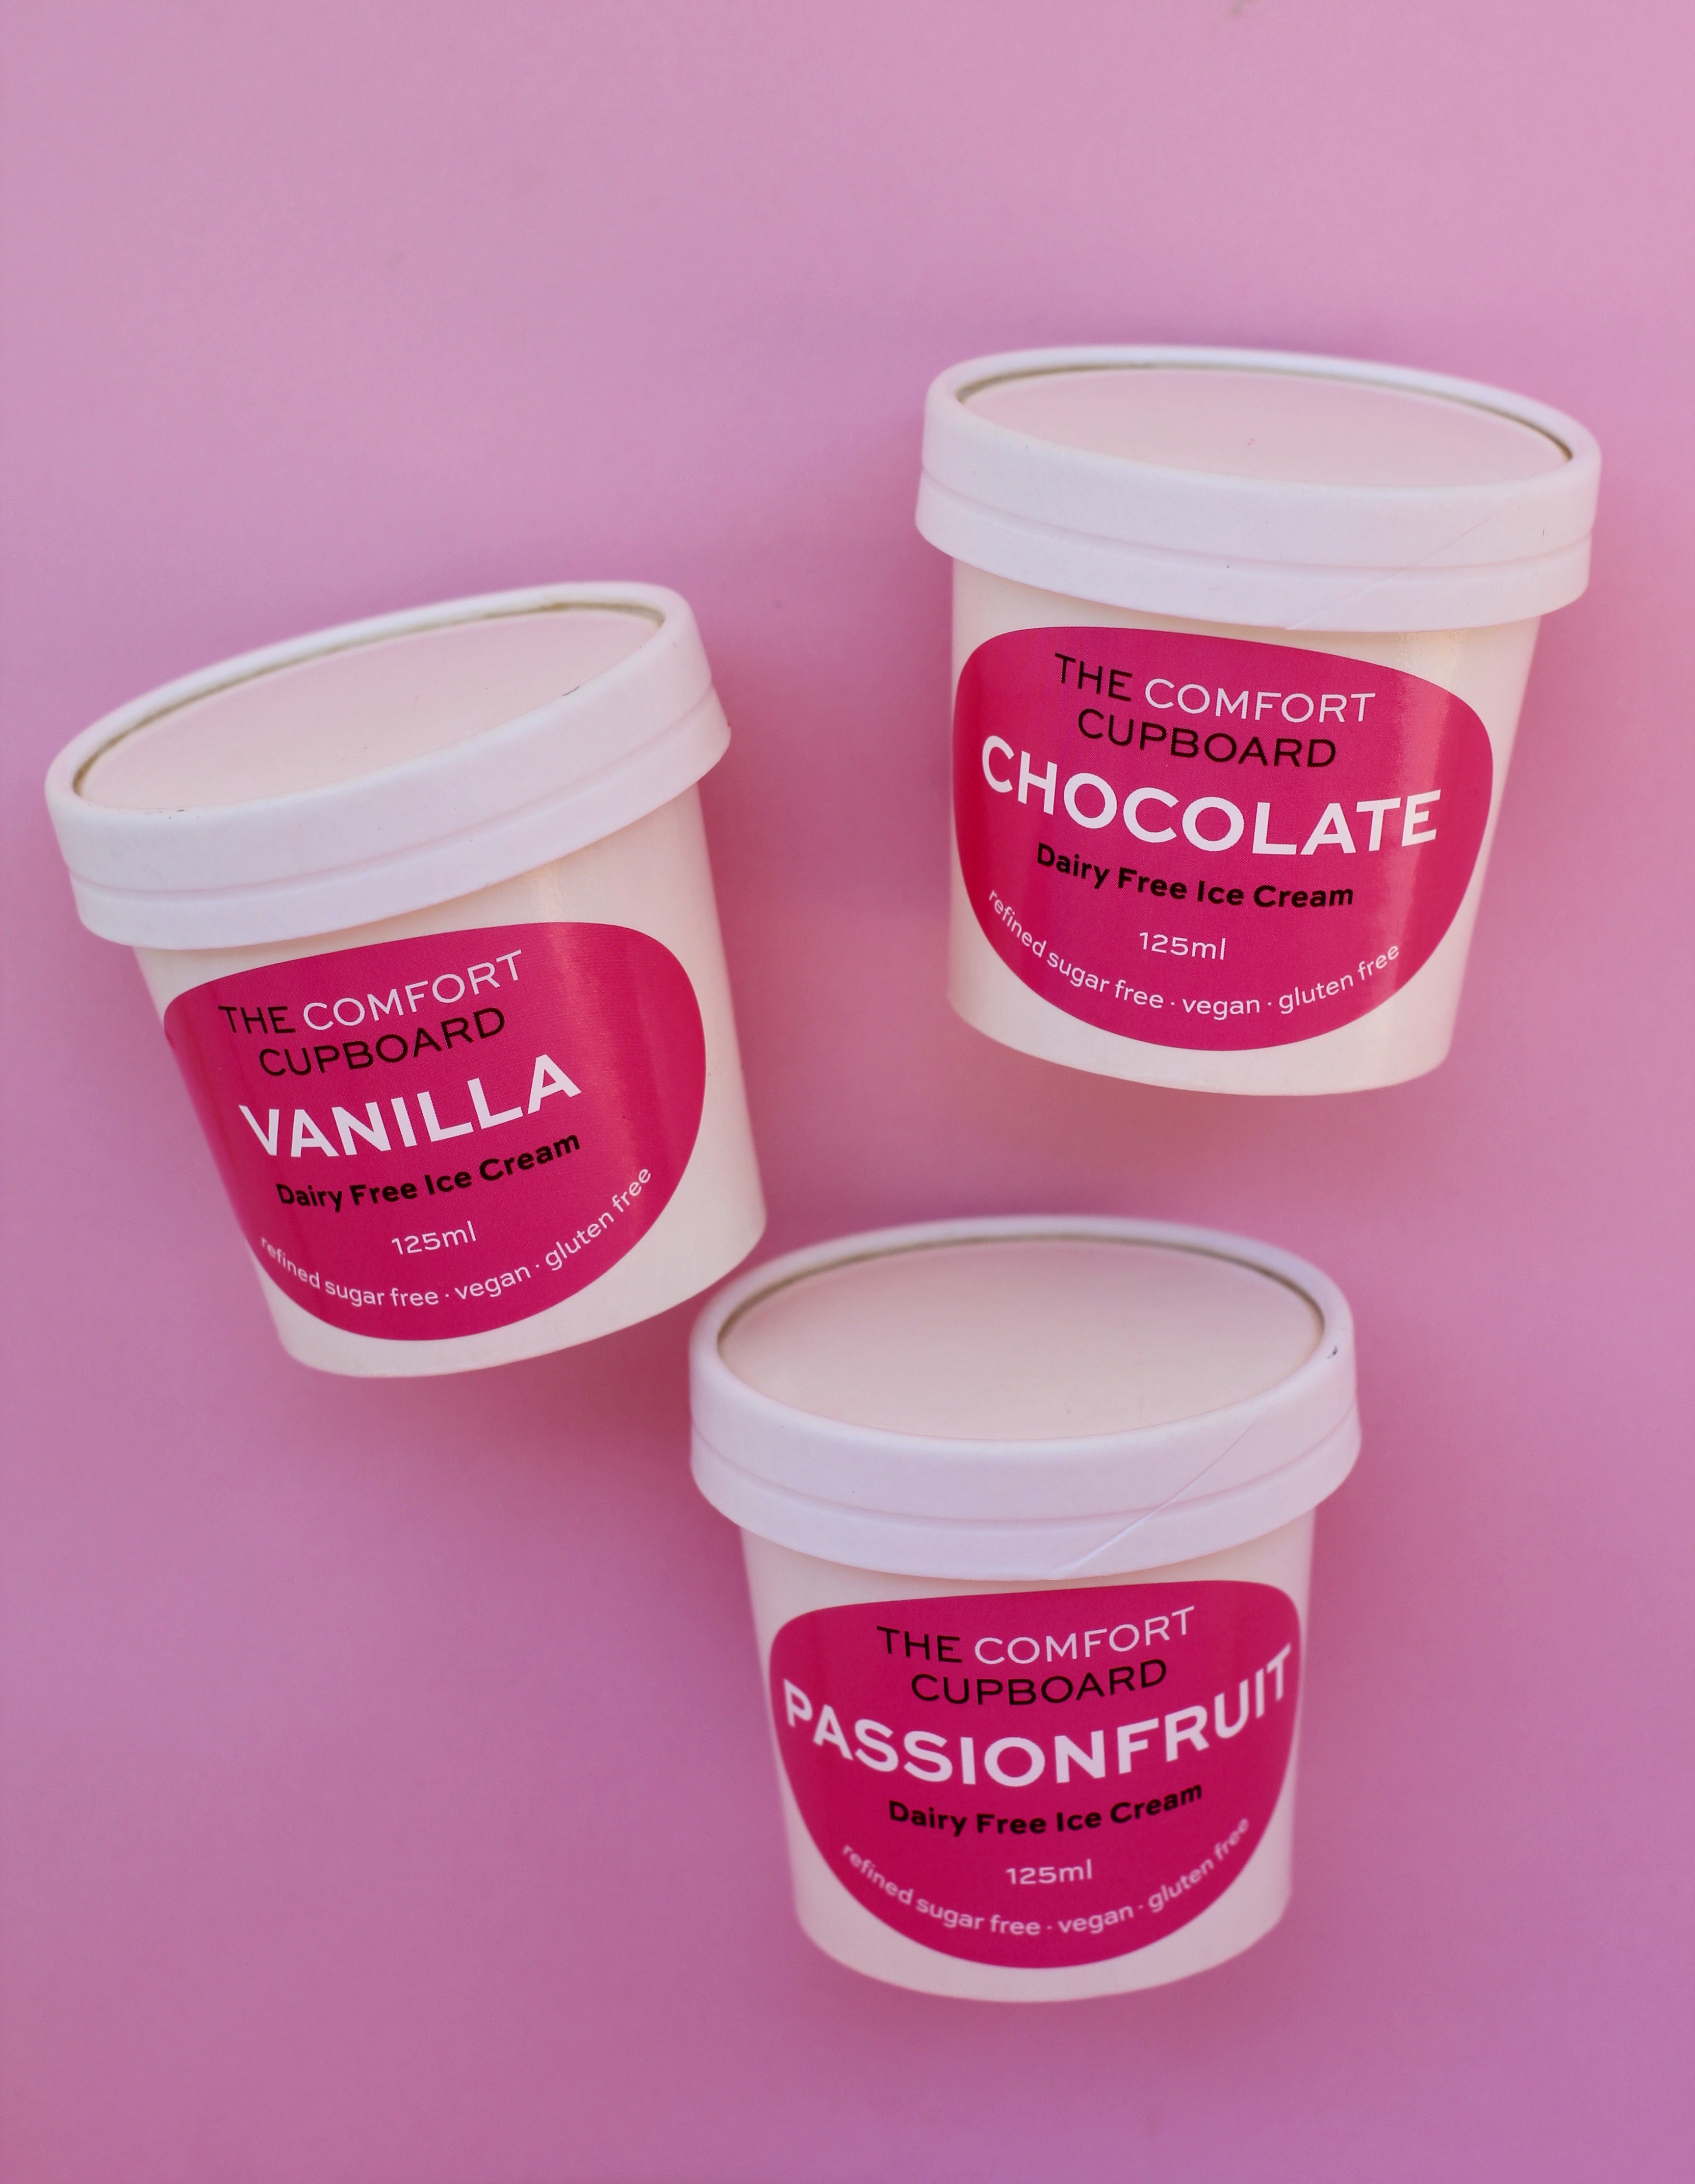 THE COMFORT
CUPBOARD
CHOCOLATE
Dairy Free Ice Cream
125ml
refined sugar free · vegan · gluten free
THE COMFORT
CUPBOARD
VANILLA
Dairy Free Ice Cream
125ml
refined sugar free · vegan · gluten free
THE COMFORT
CUPBOARD
PASSIONFRUIT
Dairy Free Ice Cream
125ml
refined sugar free · vegan · gluten free